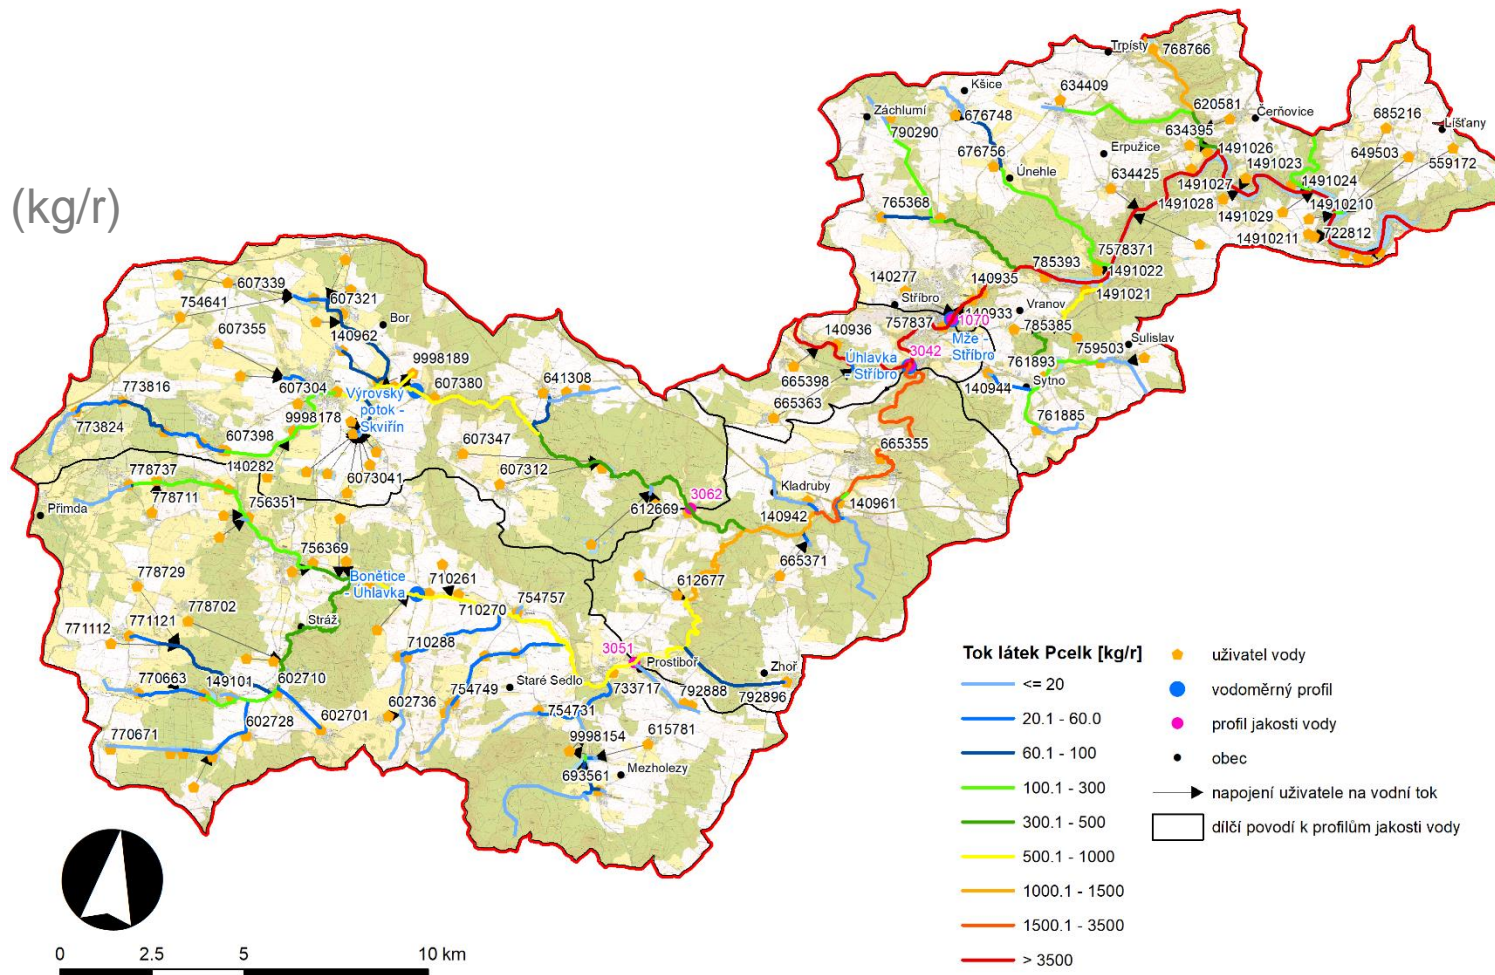 (kg/r)
Trpísty
768766
Kšice
634409
Záchlumí
676748
620581
Čerňovice
685216
Líšťany
790290
634395
1491026
649503
559172
676756
Erpužice
1491023
Únehle
634425
1491027
1491024
1491028
14910210
765368
1491029
14910211
722812
7578371
785393
1491022
140277
140935
1491021
Stříbro
Vranov
140933
1070
757837
140936
Mže -
Stříbro
785385
Sulislav
3042
759503
Úhlavka
- Stříbro
761893
665398
140944
Sytno
665363
761885
607339
754641
607321
Bor
607355
140962
9998189
773816
607304
607380
641308
Výrovský
potok -
Skviřín
9998178
773824
607398
607347
665355
140282
607312
778737
6073041
778711
756351
Kladruby
3062
Přimda
612669
140942
140961
756369
665371
778729
Bonětice
- Úhlavka
710261
612677
778702
754757
771121
710270
771112
Stráž
710288
3051
Prostiboř
Zhoř
770663
149101
602710
754749
Staré Sedlo
733717
792888
792896
602736
602728
602701
754731
770671
9998154
615781
693561
Mezholezy
Tok látek Pcelk [kg/r]
<= 20
20.1 - 60.0
60.1 - 100
100.1 - 300
300.1 - 500
500.1 - 1000
1000.1 - 1500
1500.1 - 3500
> 3500
uživatel vody
vodoměrný profil
profil jakosti vody
obec
napojení uživatele na vodní tok
dílčí povodí k profilům jakosti vody
0 2.5 5 10 km